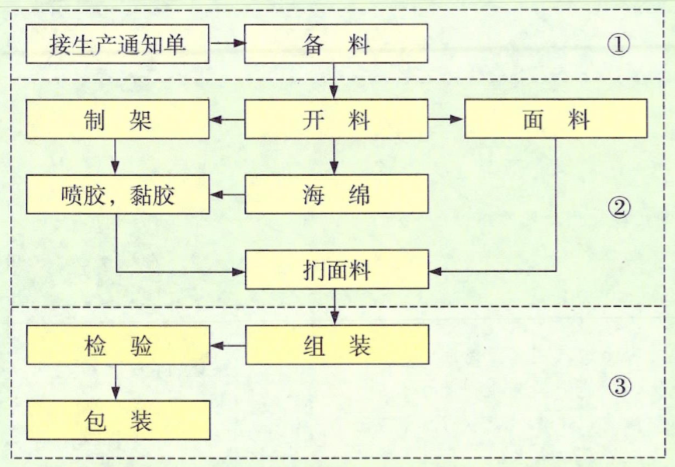 接生产通知单
备 料
①
制 架
开 料
面 料
喷胶，黏胶
海 绵
②
扪面料
检 验
组 装
③
包 装